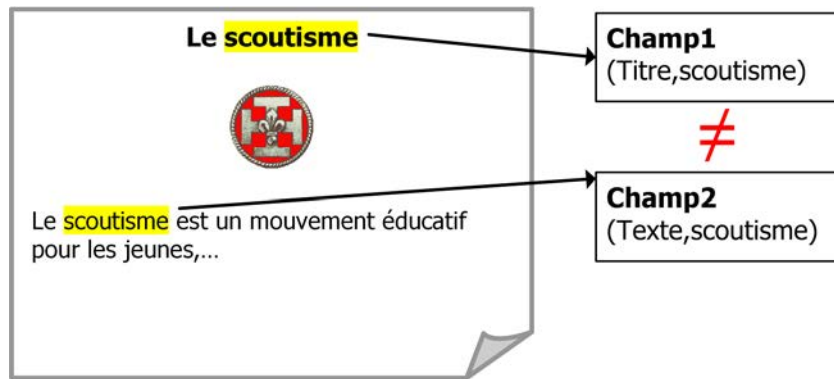 Le scoutisme
Champ1
(Titre,scoutisme)
≠
Champ2
(Texte,scoutisme)
Le scoutisme est un mouvement éducatif
pour les jeunes,...